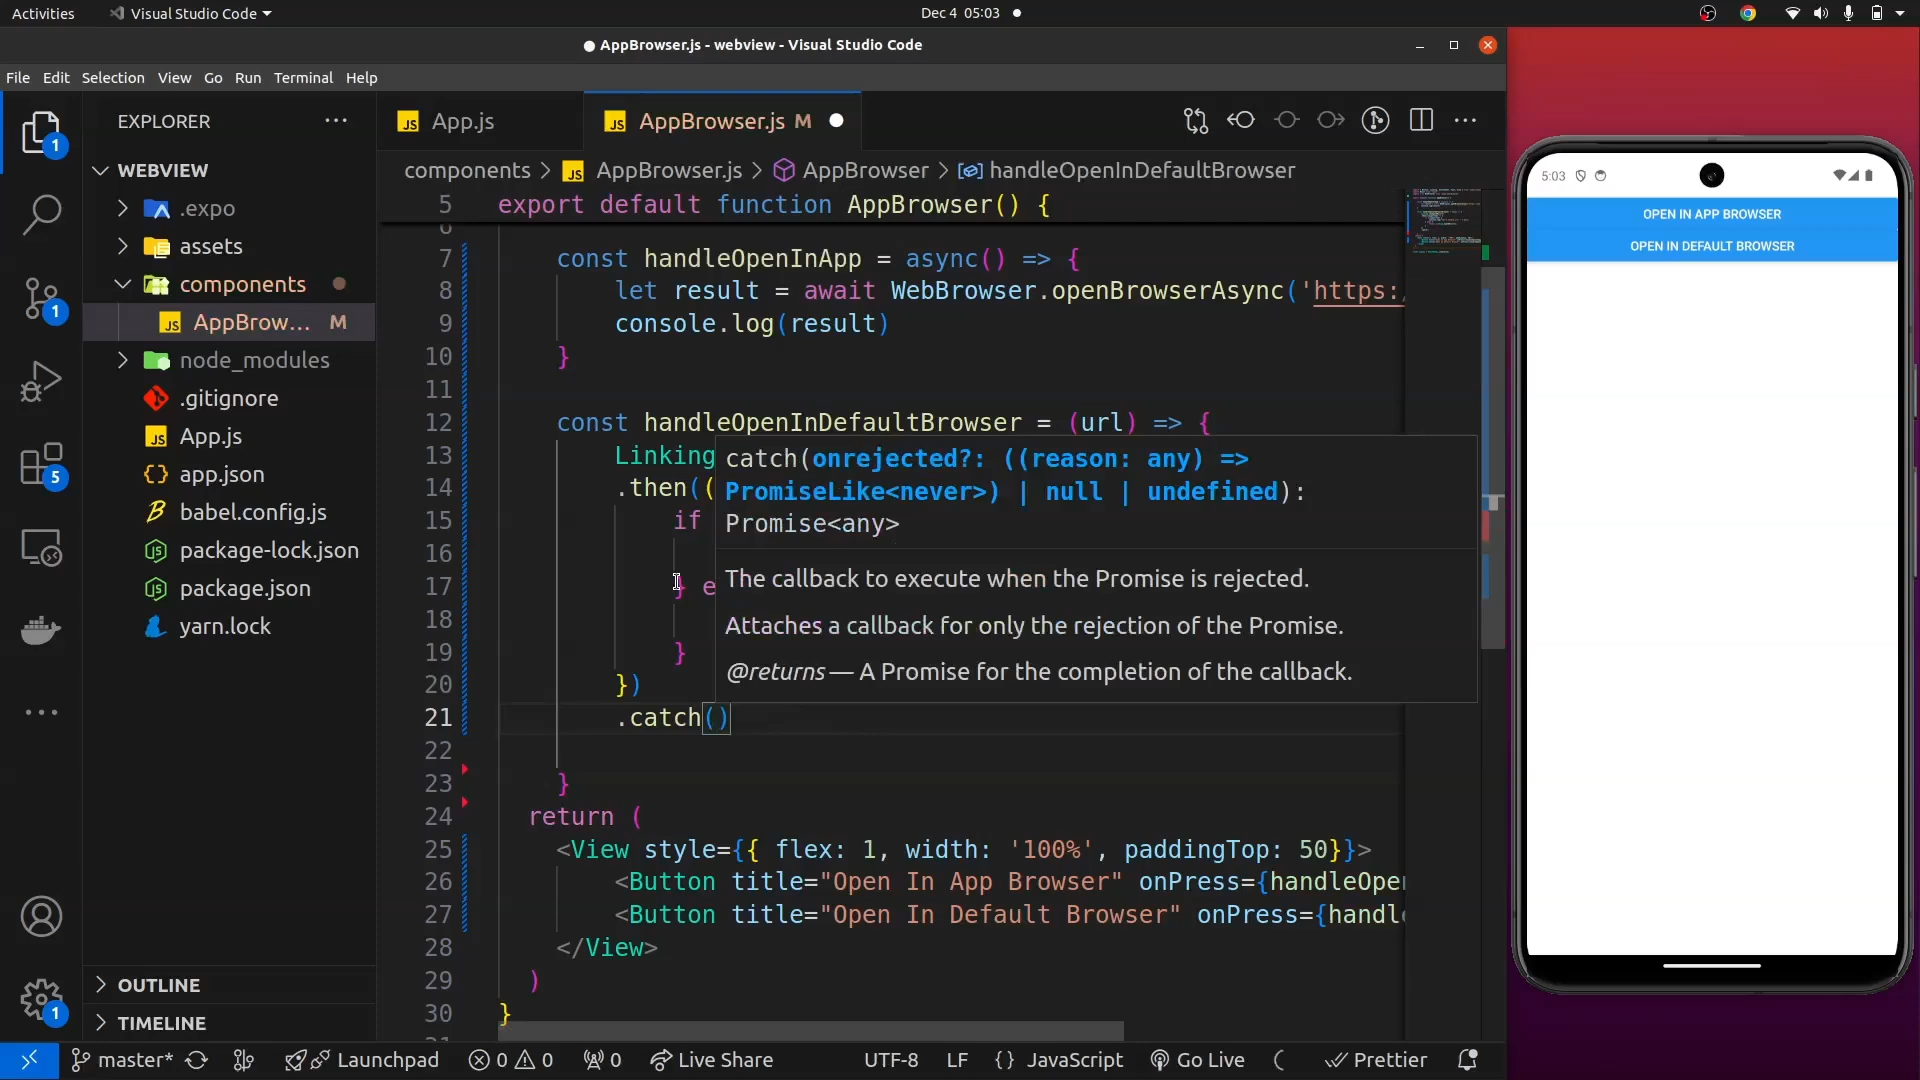 Activities
Visual Studio Code
Dec 4 05:03
AppBrowser.js - webview - Visual Studio Code
File Edit Selection View Go Run Terminal Help
EXPLORER
App.js
AppBrowser.js M
WEBVIEW
components > AppBrowser.js > AppBrowser > handleOpenInDefaultBrowser
.expo
assets
components
AppBrow... M
node_modules
.gitignore
App.js
app.json
babel.config.js
package-lock.json
package.json
yarn.lock
OUTLINE
TIMELINE
1
1
5
1
5 export default function AppBrowser() {
6
7 const handleOpenInApp = async() => {
8 let result = await WebBrowser.openBrowserAsync('https:/
9 console.log(result)
10 }
11
12 const handleOpenInDefaultBrowser = (url) => {
13 Linking
14 .then((
15 if
16
17 } e
18
19 }
20 })
21 .catch()
22
23 }
24 return (
25 <View style={{ flex: 1, width: '100%', paddingTop: 50}}>
26 <Button title="Open In App Browser" onPress={handleOpe
27 <Button title="Open In Default Browser" onPress={handl
28 </View>
29 )
30 }
catch(onrejected?: ((reason: any) =>
PromiseLike<never>) | null | undefined):
Promise<any>
The callback to execute when the Promise is rejected.
Attaches a callback for only the rejection of the Promise.
@returns — A Promise for the completion of the callback.
master*
Launchpad
0 0
0
Live Share
UTF-8
LF
{} JavaScript
Go Live
Prettier
5:03
OPEN IN APP BROWSER
OPEN IN DEFAULT BROWSER